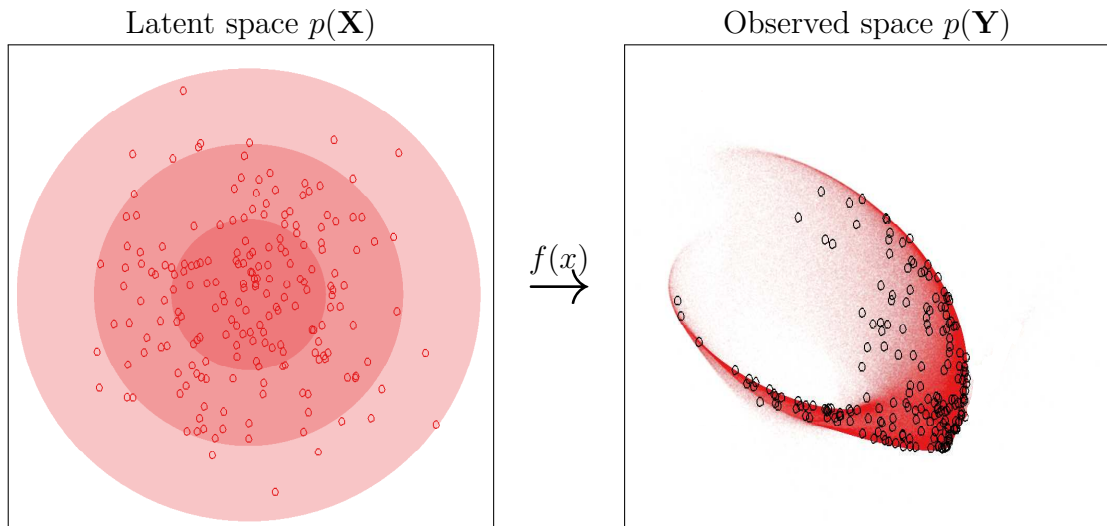 Latent space p(X)
Observed space p(Y)
f(x)